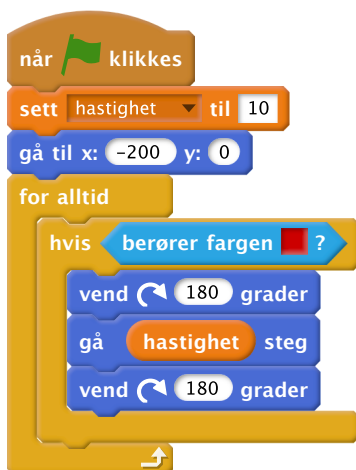 når klikkes
sett hastighet til 10
gå til x: -200 y: 0
for alltid
hvis berører fargen ?
vend 180 grader
gå hastighet steg
vend 180 grader